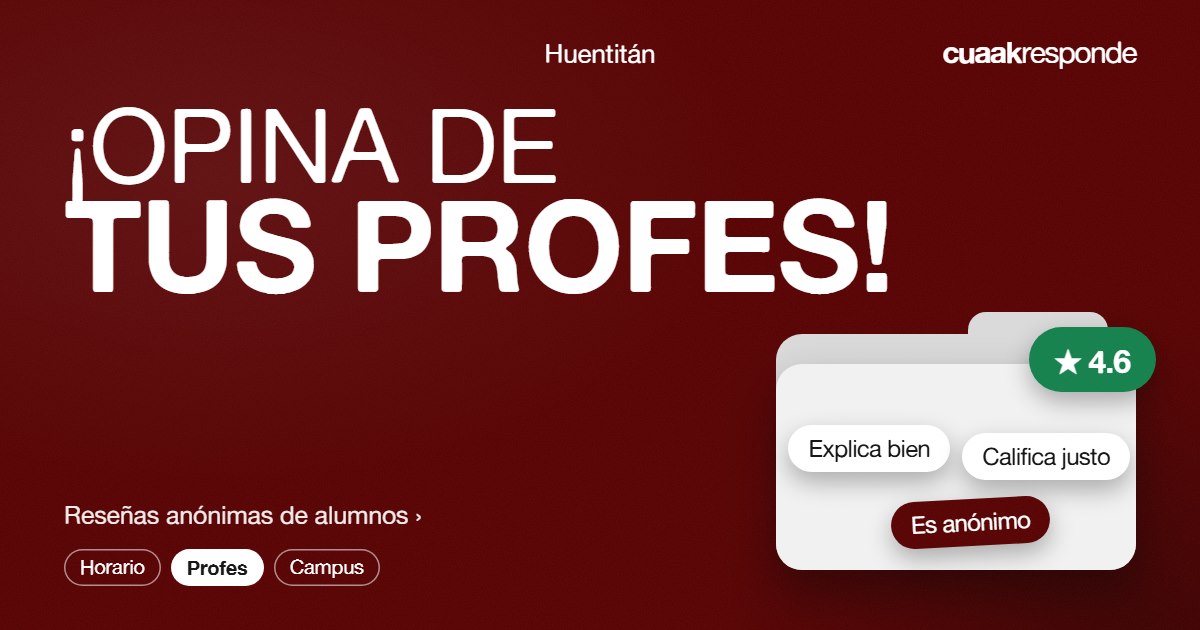 Huentitán
cuaakresponde
¡OPINA DE
TUS PROFES!
★ 4.6
Explica bien
Califica justo
Es anónimo
Reseñas anónimas de alumnos ›
Horario
Profes
Campus